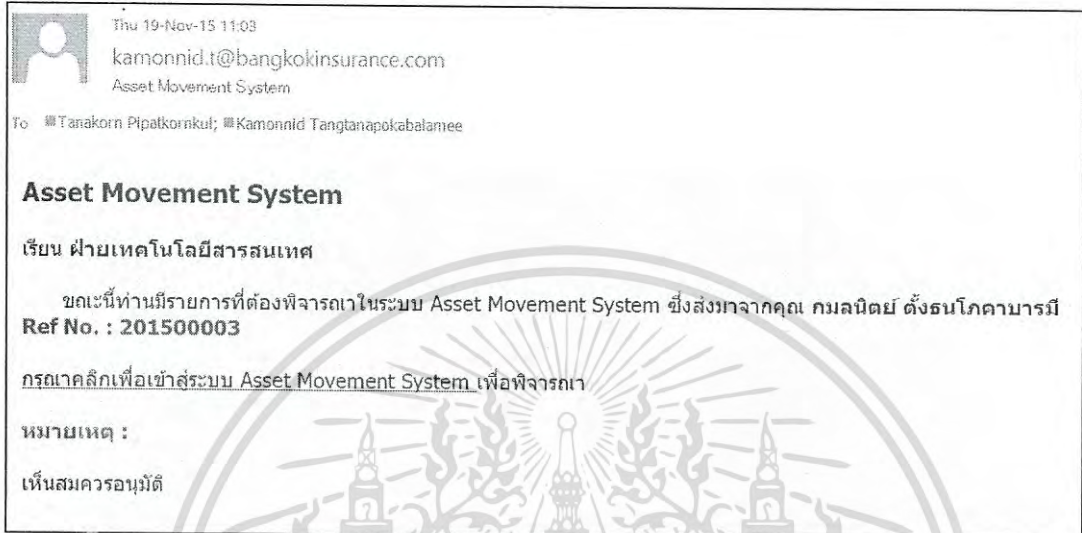 Thu 19-Nov-15 11:03
kamonnid.t@bangkokinsurance.com
Asset Movement System
To Tanakorn Pipatkornkul; Kamonnid Tangtanapokabalamee
Asset Movement System
เรียน ฝ่ายเทคโนโลยีสารสนเทศ
ขณะนี้ท่านมีรายการที่ต้องพิจารณาในระบบ Asset Movement System ซึ่งส่งมาจากคุณ กมลนิตย์ ตั้งธนโภคาบารมี
Ref No. : 201500003
กรุณาคลิกเพื่อเข้าสู่ระบบ Asset Movement System เพื่อพิจารณา
หมายเหตุ :
เห็นสมควรอนุมัติ